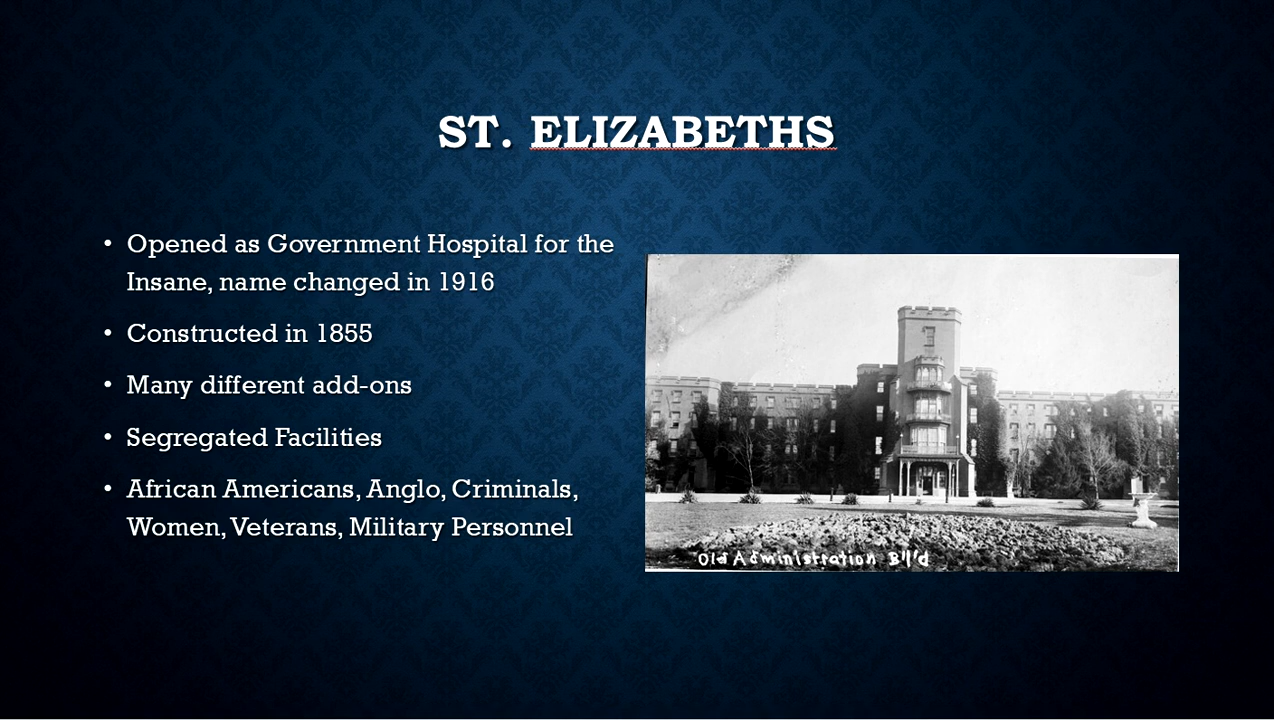 ST. ELIZABETHS
• Opened as Government Hospital for the
Insane, name changed in 1916
• Constructed in 1855
• Many different add-ons
• Segregated Facilities
• African Americans, Anglo, Criminals,
Women, Veterans, Military Personnel
Old Administration Bll'd